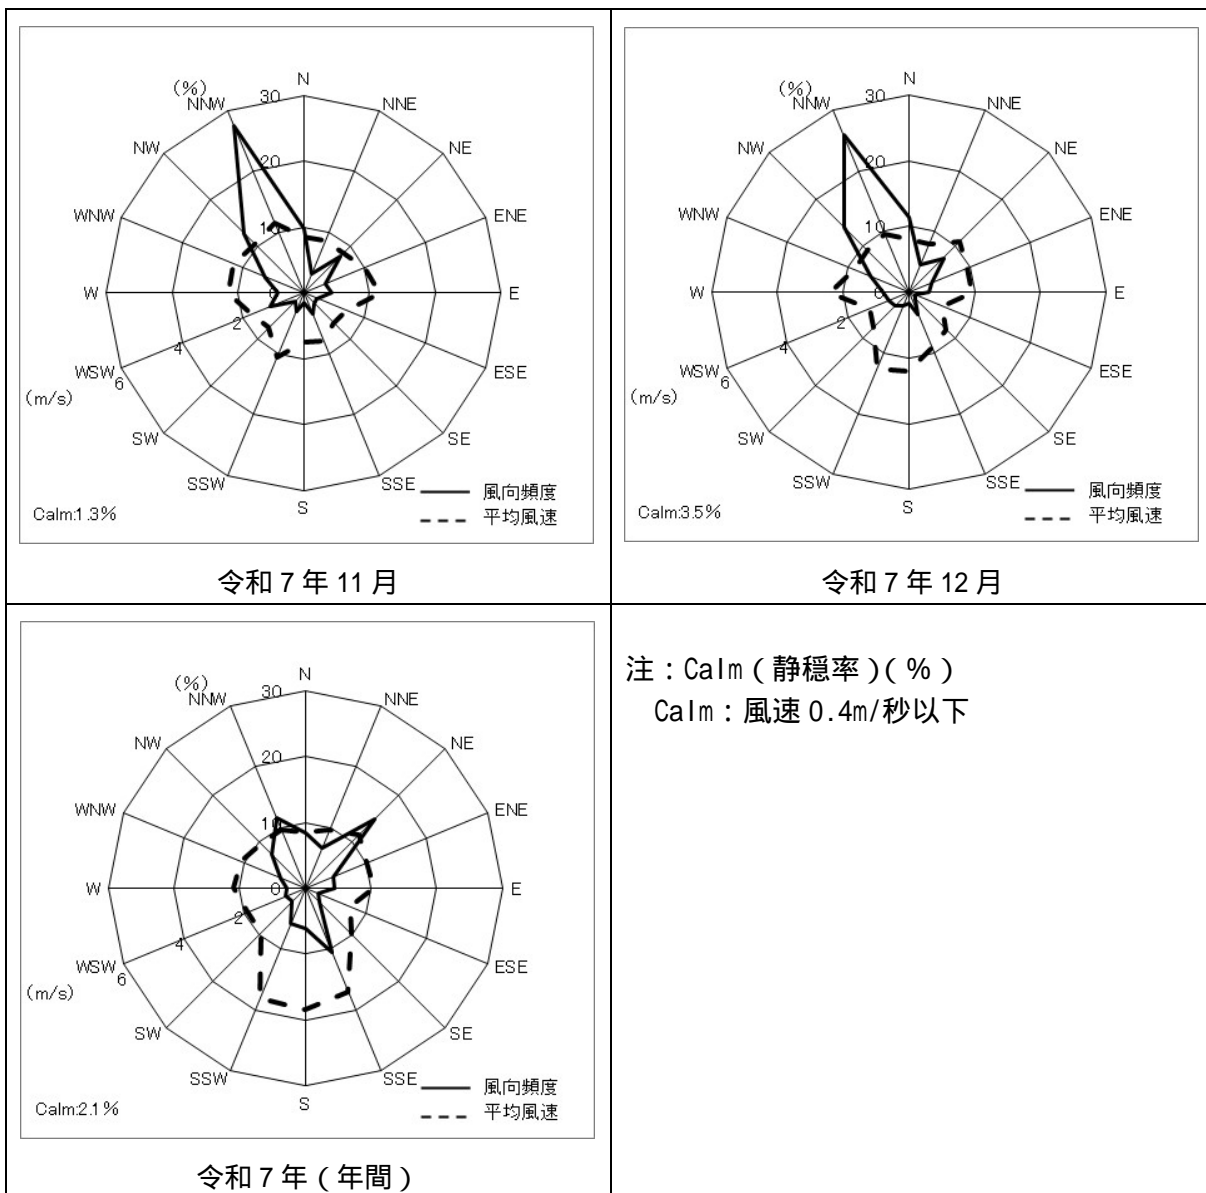 N
(%)
NNW 30 NNE
NW NE
20
WNW ENE
10
W 0 E
2
4
WSW 6 ESE
(m/s)
SW SE
SSW SSE
S
風向頻度
平均風速
Calm:1.3%
令和7年11月
N
(%)
NNW 30 NNE
NW NE
20
WNW ENE
10
W 0 E
2
4
WSW 6 ESE
(m/s)
SW SE
SSW SSE
S
風向頻度
平均風速
Calm:3.5%
令和7年12月
N
(%)
NNW 30 NNE
NW NE
20
WNW ENE
10
W 0 E
2
4
WSW 6 ESE
(m/s)
SW SE
SSW SSE
S
風向頻度
平均風速
Calm:2.1%
令和7年(年間)
注:Calm(静穏率)(%)
Calm:風速0.4m/秒以下